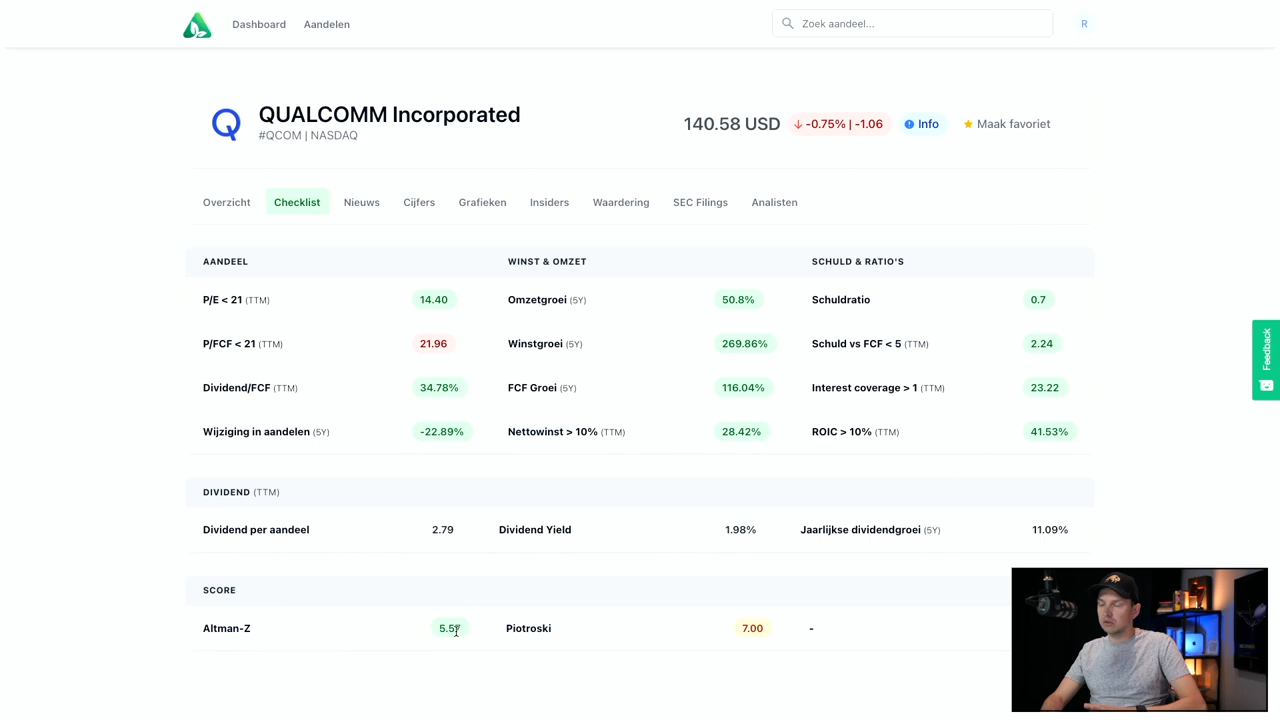 Dashboard Aandelen Zoek aandeel... R
QUALCOMM Incorporated
#QCOM | NASDAQ
140.58 USD -0.75% | -1.06 Info Maak favoriet
Overzicht Checklist Nieuws Cijfers Grafieken Insiders Waardering SEC Filings Analisten
AANDEEL WINST & OMZET SCHULD & RATIO'S
P/E < 21 (TTM) 14.40 Omzetgroei (5Y) 50.8% Schuldratio 0.7
P/FCF < 21 (TTM) 21.96 Winstgroei (5Y) 269.86% Schuld vs FCF < 5 (TTM) 2.24
Dividend/FCF (TTM) 34.78% FCF Groei (5Y) 116.04% Interest coverage > 1 (TTM) 23.22
Wijziging in aandelen (5Y) -22.89% Nettowinst > 10% (TTM) 28.42% ROIC > 10% (TTM) 41.53%
DIVIDEND (TTM)
Dividend per aandeel 2.79 Dividend Yield 1.98% Jaarlijkse dividendgroei (5Y) 11.09%
SCORE
Altman-Z Piotroski 7.00 -
Feedback